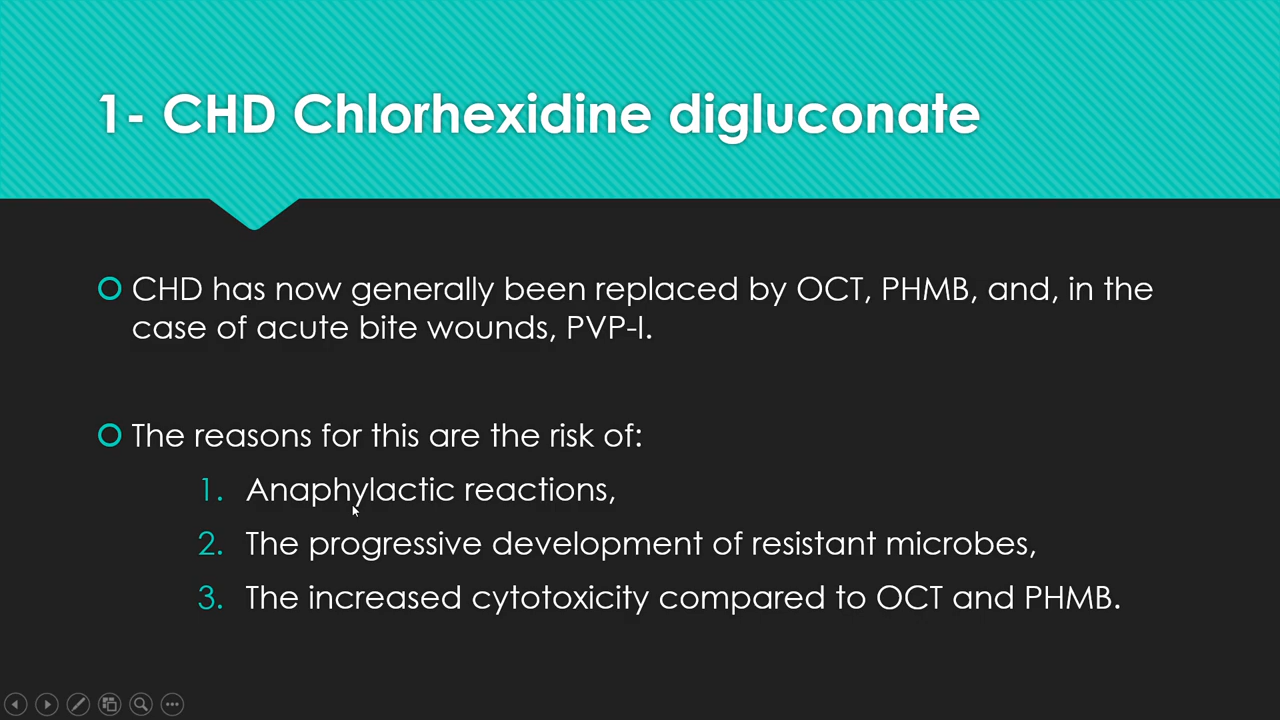 1- CHD Chlorhexidine digluconate
CHD has now generally been replaced by OCT, PHMB, and, in the
case of acute bite wounds, PVP-I.
The reasons for this are the risk of:
1. Anaphylactic reactions,
2. The progressive development of resistant microbes,
3. The increased cytotoxicity compared to OCT and PHMB.